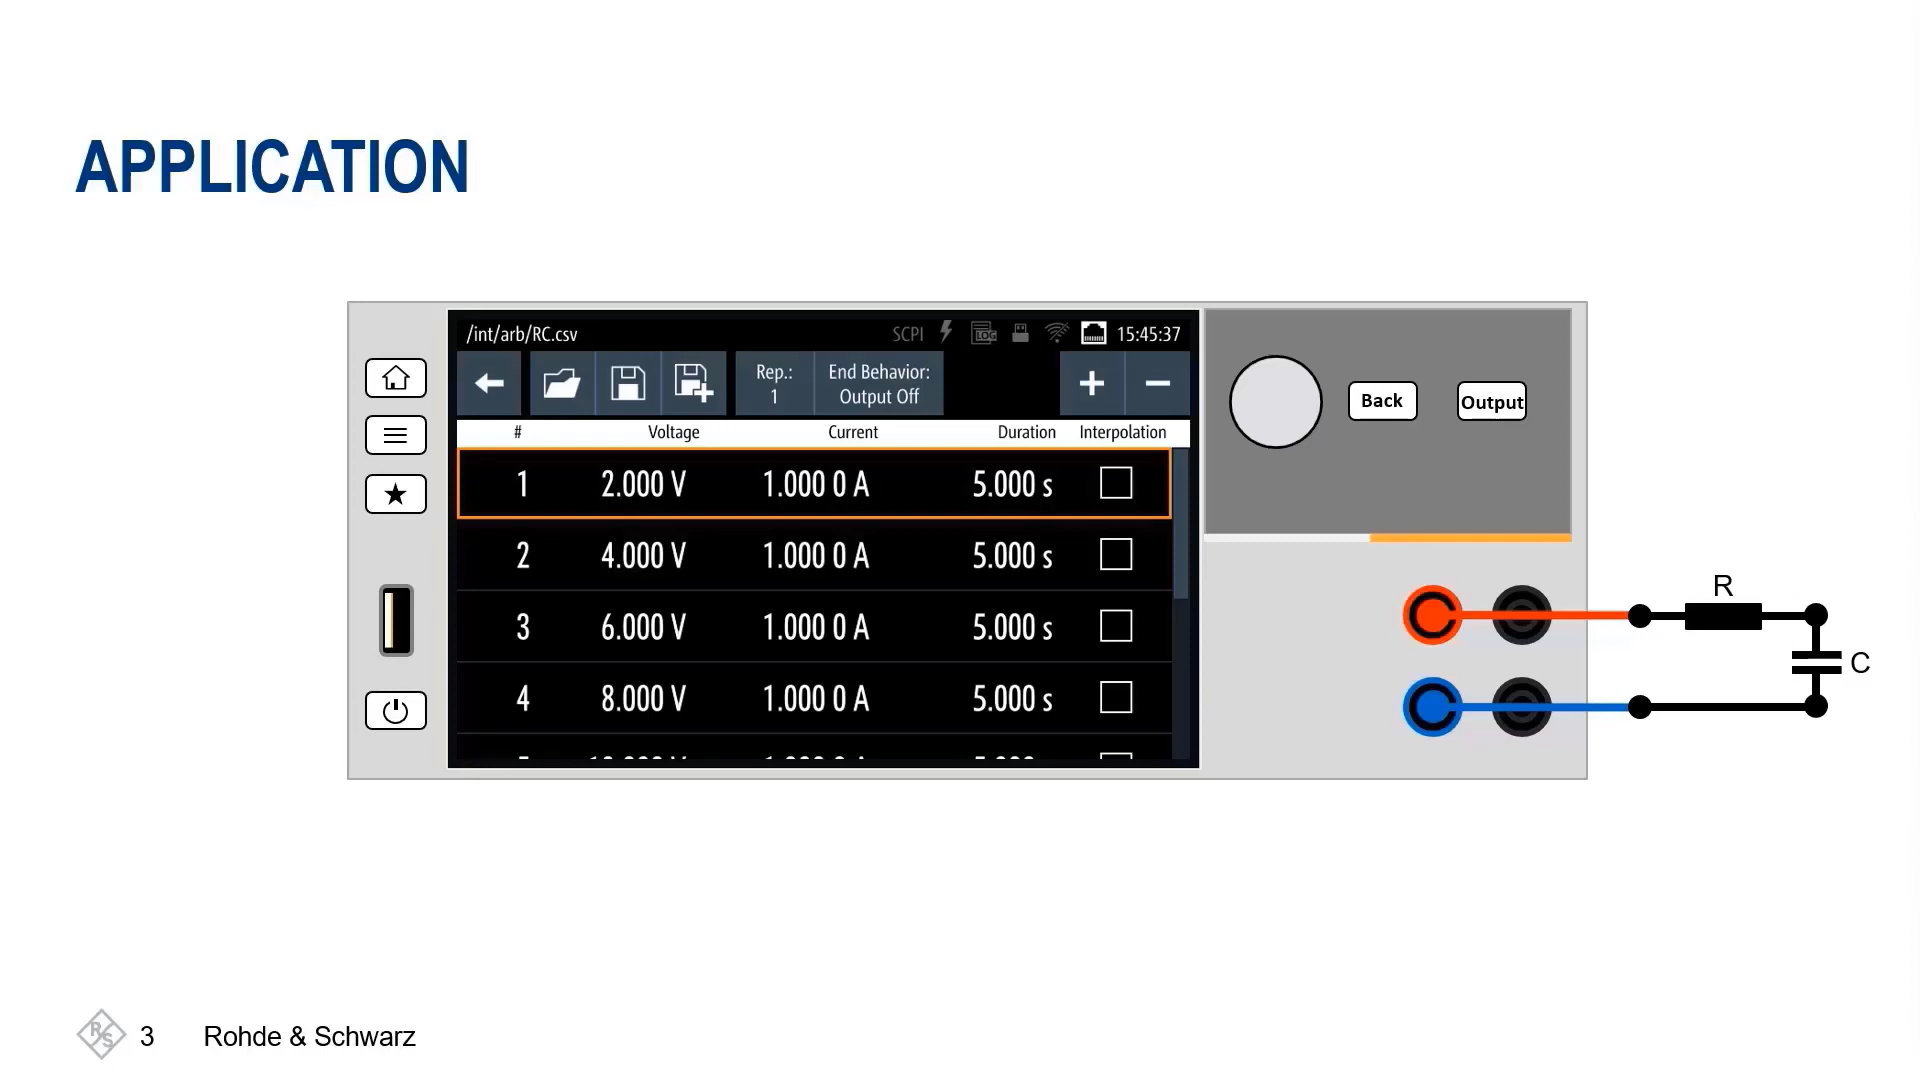 APPLICATION
/int/arb/RC.csv SCPI LOG 15:45:37
Rep.: 1
End Behavior: Output Off
+ −
# Voltage Current Duration Interpolation
1 2.000 V 1.000 0 A 5.000 s
2 4.000 V 1.000 0 A 5.000 s
3 6.000 V 1.000 0 A 5.000 s
4 8.000 V 1.000 0 A 5.000 s
Back
Output
R
C
R/S 3 Rohde & Schwarz